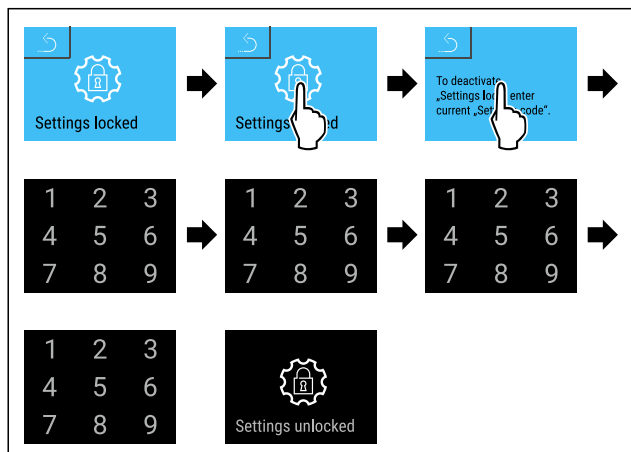 Settings locked
Settings ed
To deactivate
„Settings lo enter
current „Set code“.
1 2 3
4 5 6
7 8 9
1 2 3
4 5 6
7 8 9
1 2 3
4 5 6
7 8 9
1 2 3
4 5 6
7 8 9
Settings unlocked